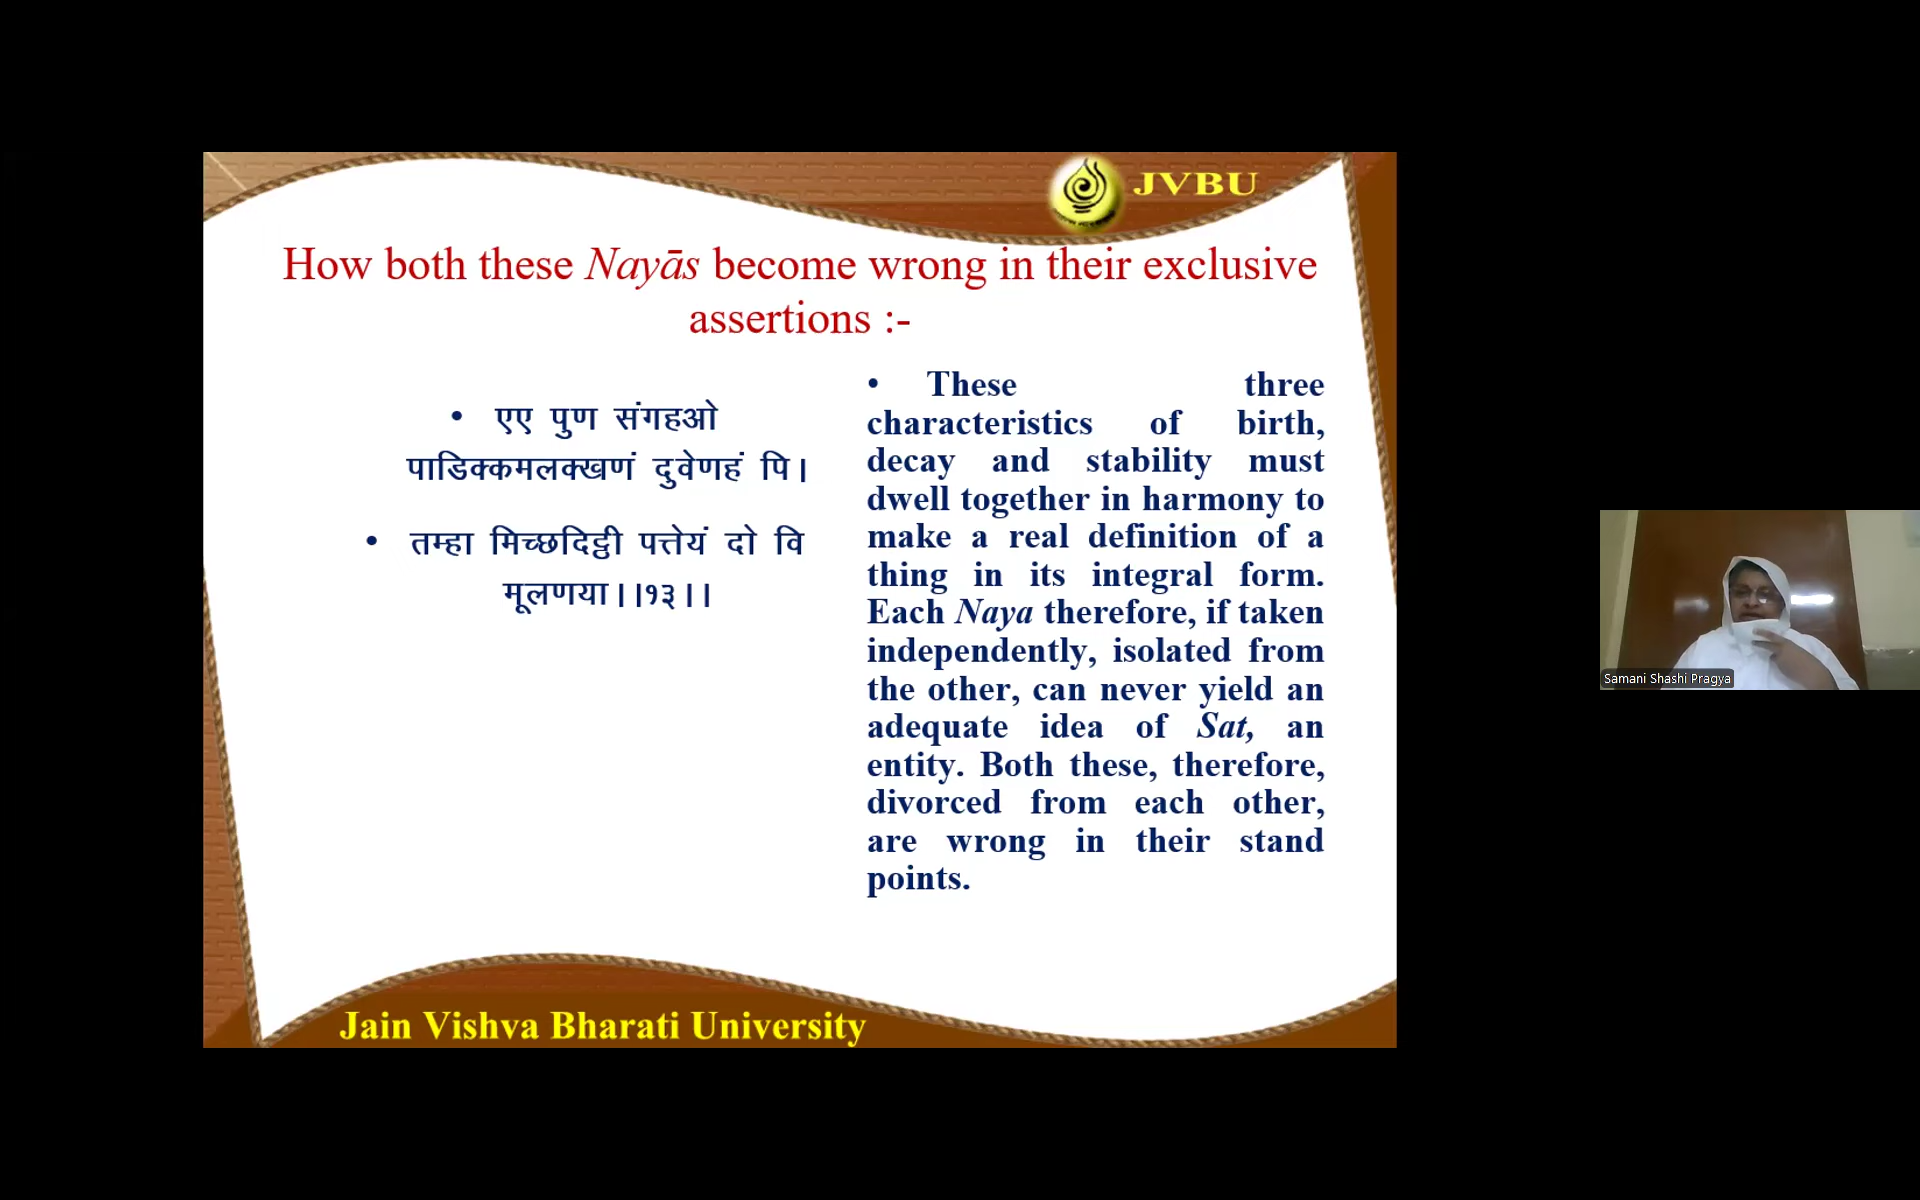 JVBU
How both these Nayās become wrong in their exclusive
assertions :-
• एए पुण संगहओ
पाडिक्कमलक्खणं दुवेणहं पि।
• तम्हा मिच्छदिट्ठी पत्तेयं दो वि
मूलणया।।१३।।
• These three
characteristics of birth,
decay and stability must
dwell together in harmony to
make a real definition of a
thing in its integral form.
Each Naya therefore, if taken
independently, isolated from
the other, can never yield an
adequate idea of Sat, an
entity. Both these, therefore,
divorced from each other,
are wrong in their stand
points.
Jain Vishva Bharati University
Samani Shashi Pragya